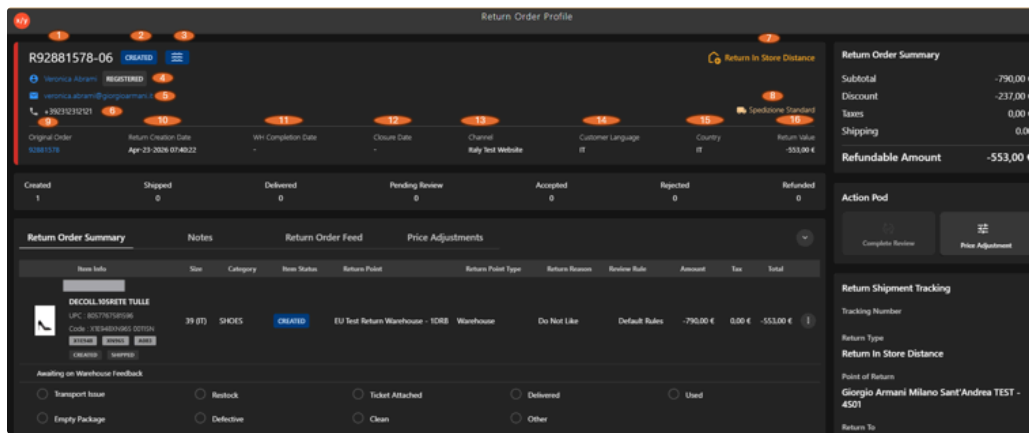 x/y
Return Order Profile
1 2 3 7
R92881578-06 CREATED Return In Store Distance
Veronica Abrami REGISTERED 4
veronica.abrami@giorgioarmani.it 5 8
+392312312121 6 Spedizione Standard
9 10 11 12 13 14 15 16
Original Order Return Creation Date WH Completion Date Closure Date Channel Customer Language Country Return Value
92881578 Apr-23-2026 07:40:22 - - Italy Test Website IT IT -553,00 €
Created Shipped Delivered Pending Review Accepted Rejected Refunded
1 0 0 0 0 0 0
Return Order Summary Notes Return Order Feed Price Adjustments
Item Info Size Category Item Status Return Point Return Point Type Return Reason Review Rule Amount Tax Total
DECOLL.105RETE TULLE
UPC : 8057767581596
39 (IT) SHOES CREATED EU Test Return Warehouse - 1DRB Warehouse Do Not Like Default Rules -790,00 € 0,00 € -553,00 €
Code :
CREATED SHIPPED
Awaiting on Warehouse Feedback
Transport Issue Restock Ticket Attached Delivered Used
Empty Package Defective Clean Other
Return Order Summary
Subtotal -790,00 €
Discount -237,00
Taxes 0,00
Shipping 0,00
Refundable Amount -553,00 €
Action Pod
Complete Review Price Adjustment
Return Shipment Tracking
Tracking Number
Return Type
Return In Store Distance
Point of Return
Giorgio Armani Milano Sant'Andrea TEST -
4S01
Return To